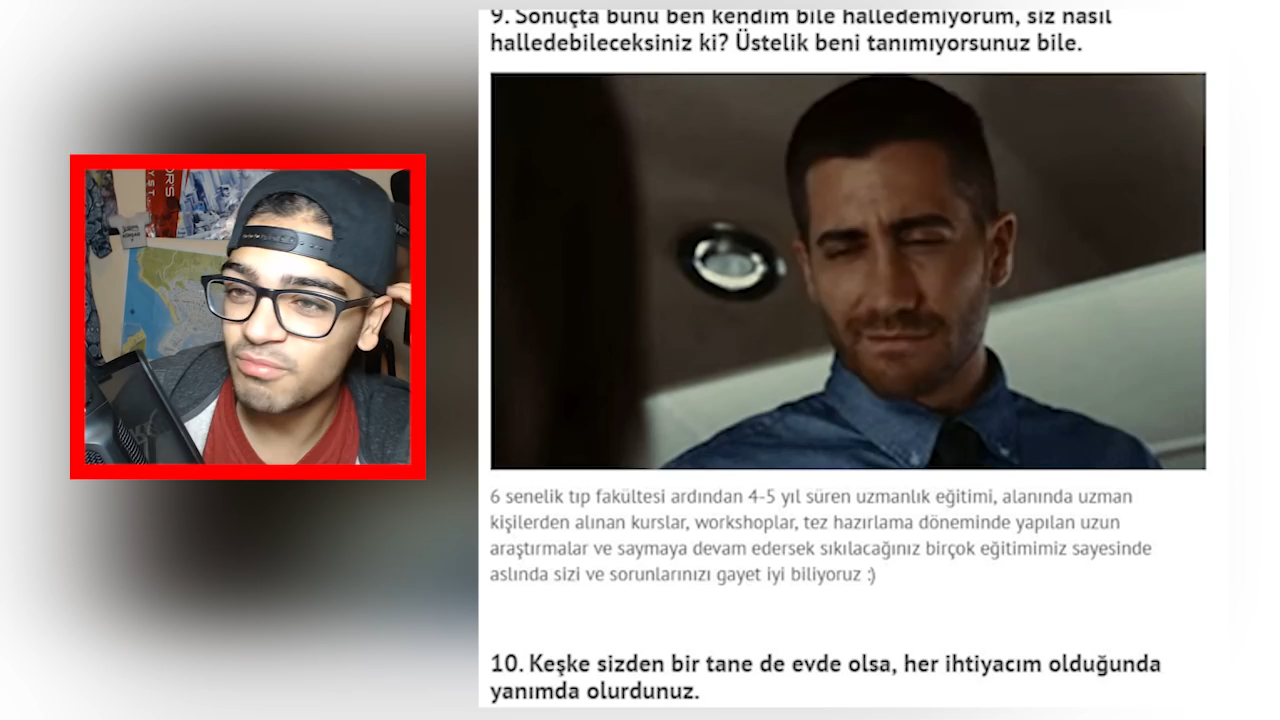 9. Sonuçta bunu ben kendim bile halledemiyorum, siz nasıl
halledebileceksiniz ki? Üstelik beni tanımıyorsunuz bile.
6 senelik tıp fakültesi ardından 4-5 yıl süren uzmanlık eğitimi, alanında uzman
kişilerden alınan kurslar, workshoplar, tez hazırlama döneminde yapılan uzun
araştırmalar ve saymaya devam edersek sıkılacağınız birçok eğitimimiz sayesinde
aslında sizi ve sorunlarınızı gayet iyi biliyoruz :)
10. Keşke sizden bir tane de evde olsa, her ihtiyacım olduğunda
yanımda olurdunuz.